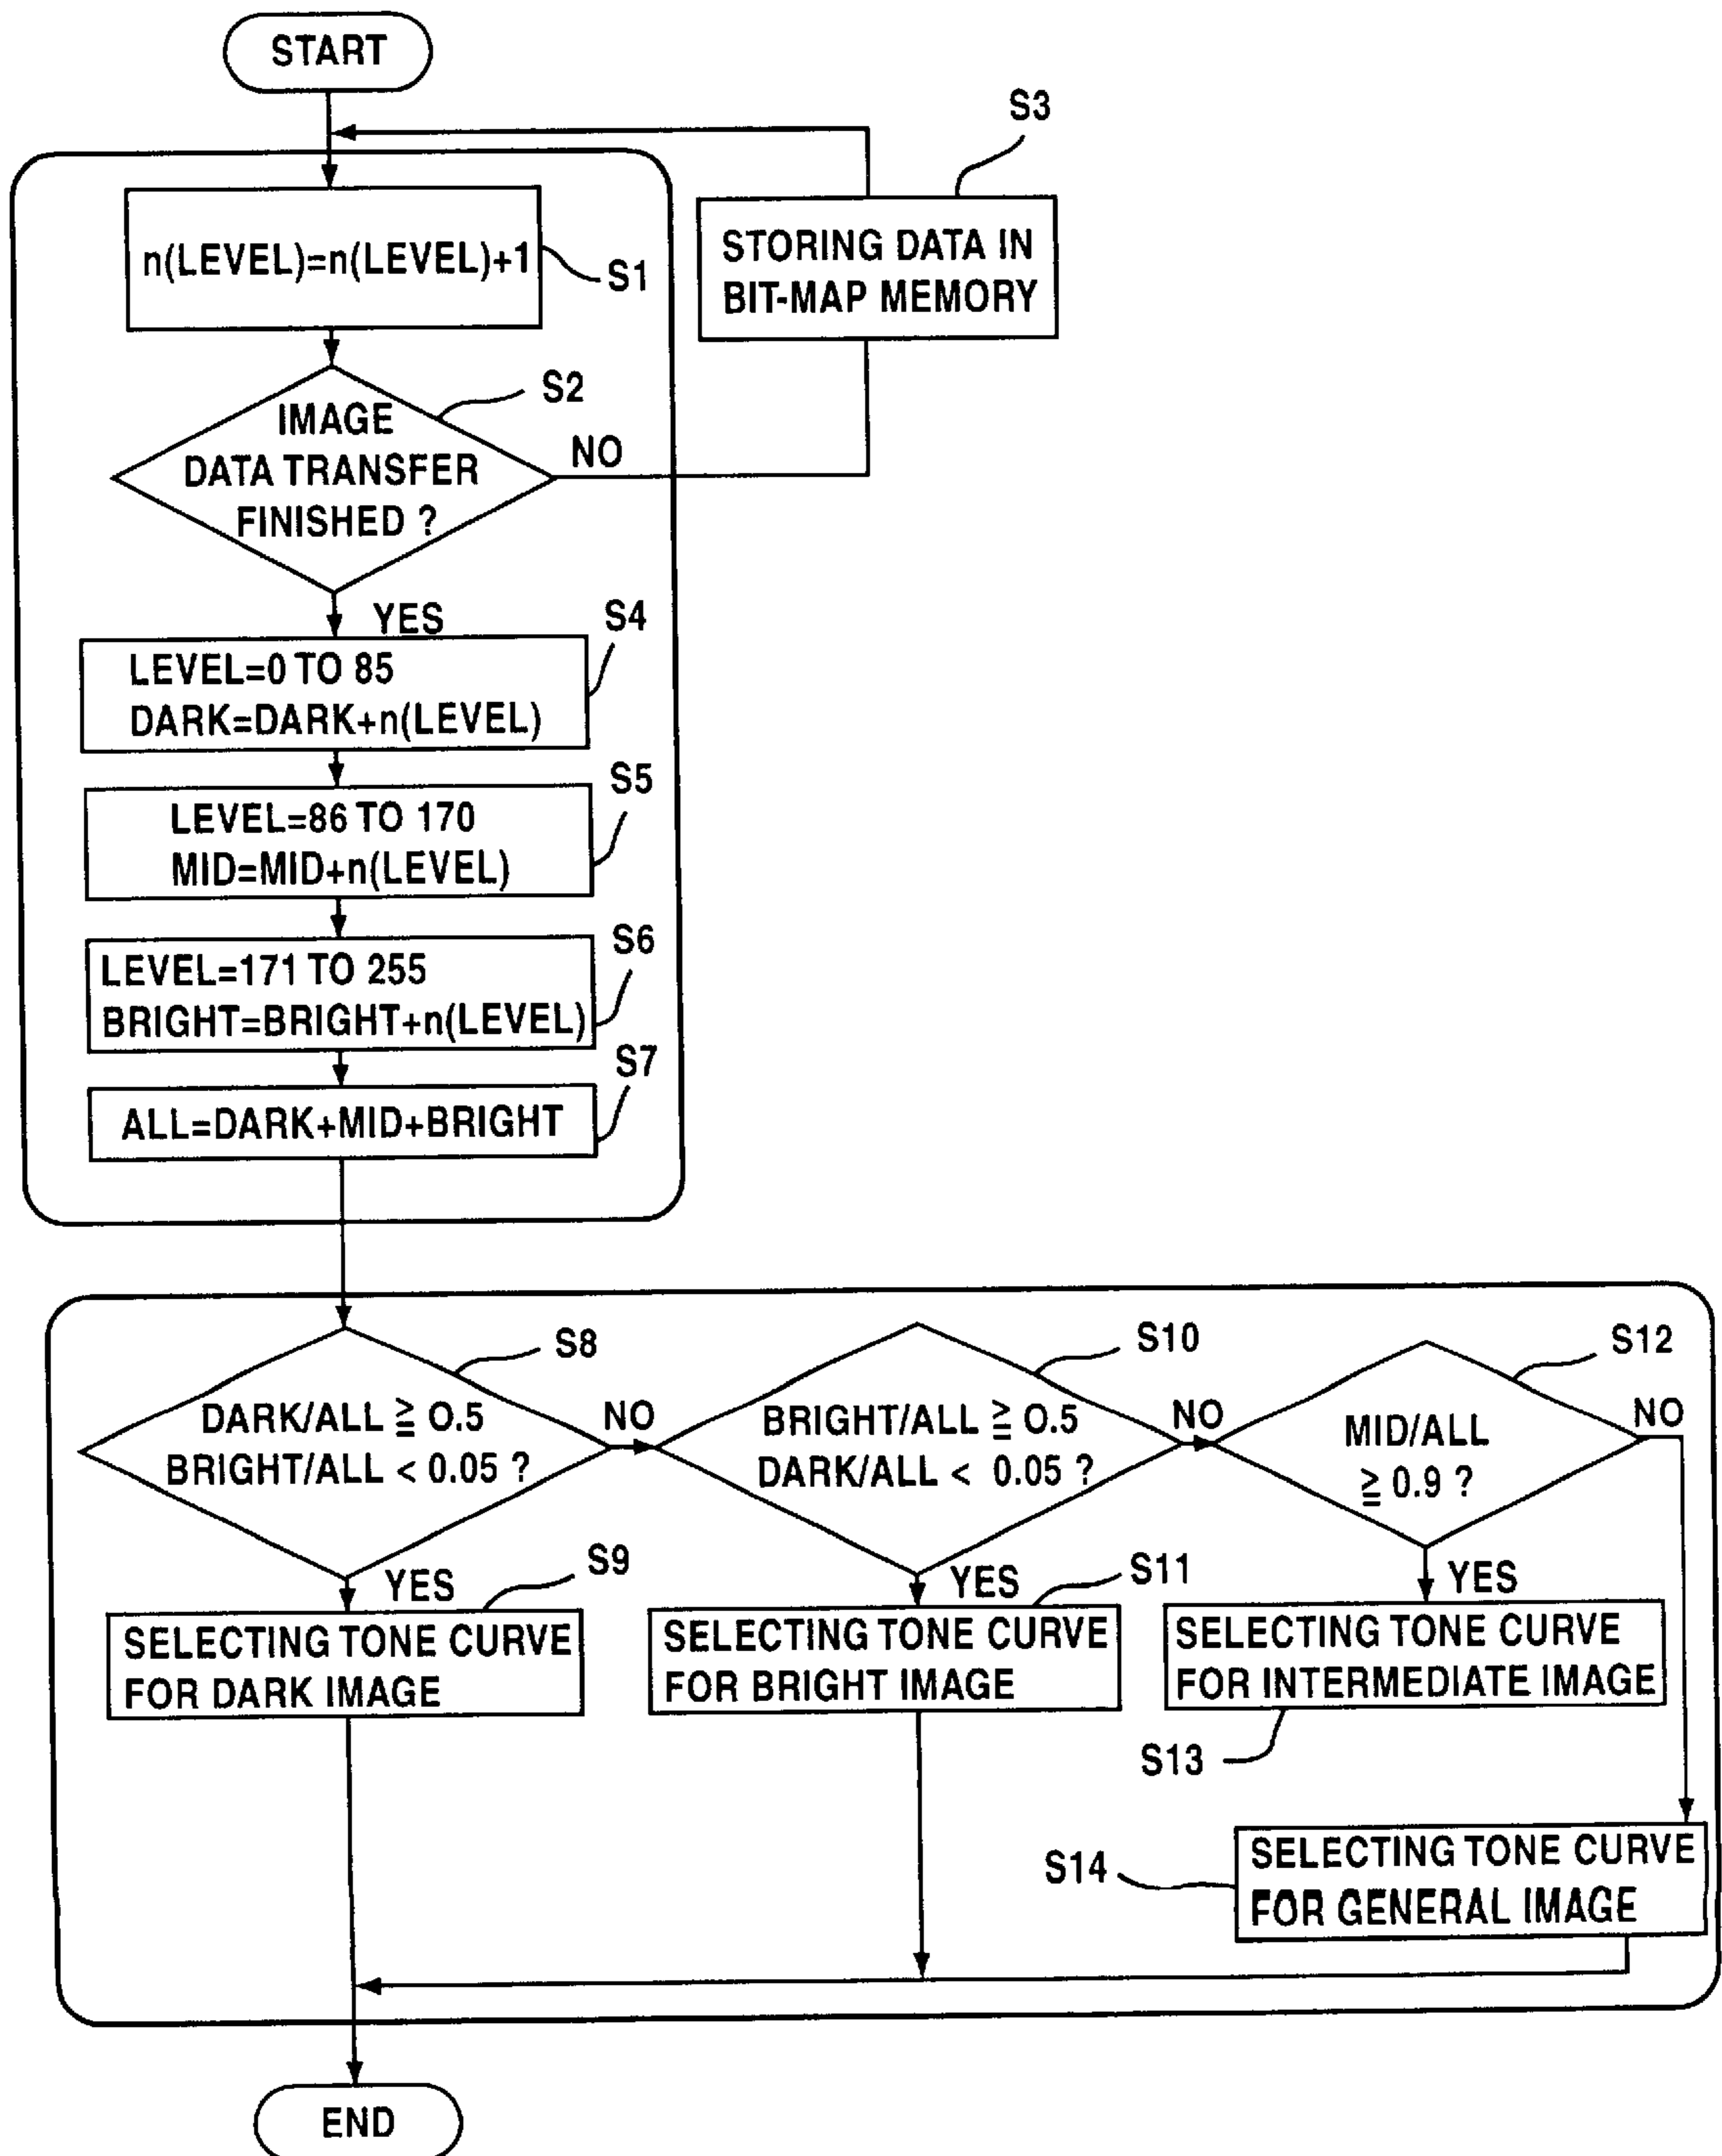 START
S3
n(LEVEL)=n(LEVEL)+1
S1
STORING DATA IN
BIT-MAP MEMORY
S2
IMAGE
DATA TRANSFER
FINISHED ?
NO
YES
S4
LEVEL=0 TO 85
DARK=DARK+n(LEVEL)
S5
LEVEL=86 TO 170
MID=MID+n(LEVEL)
S6
LEVEL=171 TO 255
BRIGHT=BRIGHT+n(LEVEL)
S7
ALL=DARK+MID+BRIGHT
S8
DARK/ALL ≧ 0.5
BRIGHT/ALL < 0.05 ?
NO
S10
BRIGHT/ALL ≧ 0.5
DARK/ALL < 0.05 ?
NO
S12
MID/ALL
≧ 0.9 ?
NO
YES
S9
SELECTING TONE CURVE
FOR DARK IMAGE
YES
S11
SELECTING TONE CURVE
FOR BRIGHT IMAGE
YES
SELECTING TONE CURVE
FOR INTERMEDIATE IMAGE
S13
S14
SELECTING TONE CURVE
FOR GENERAL IMAGE
END